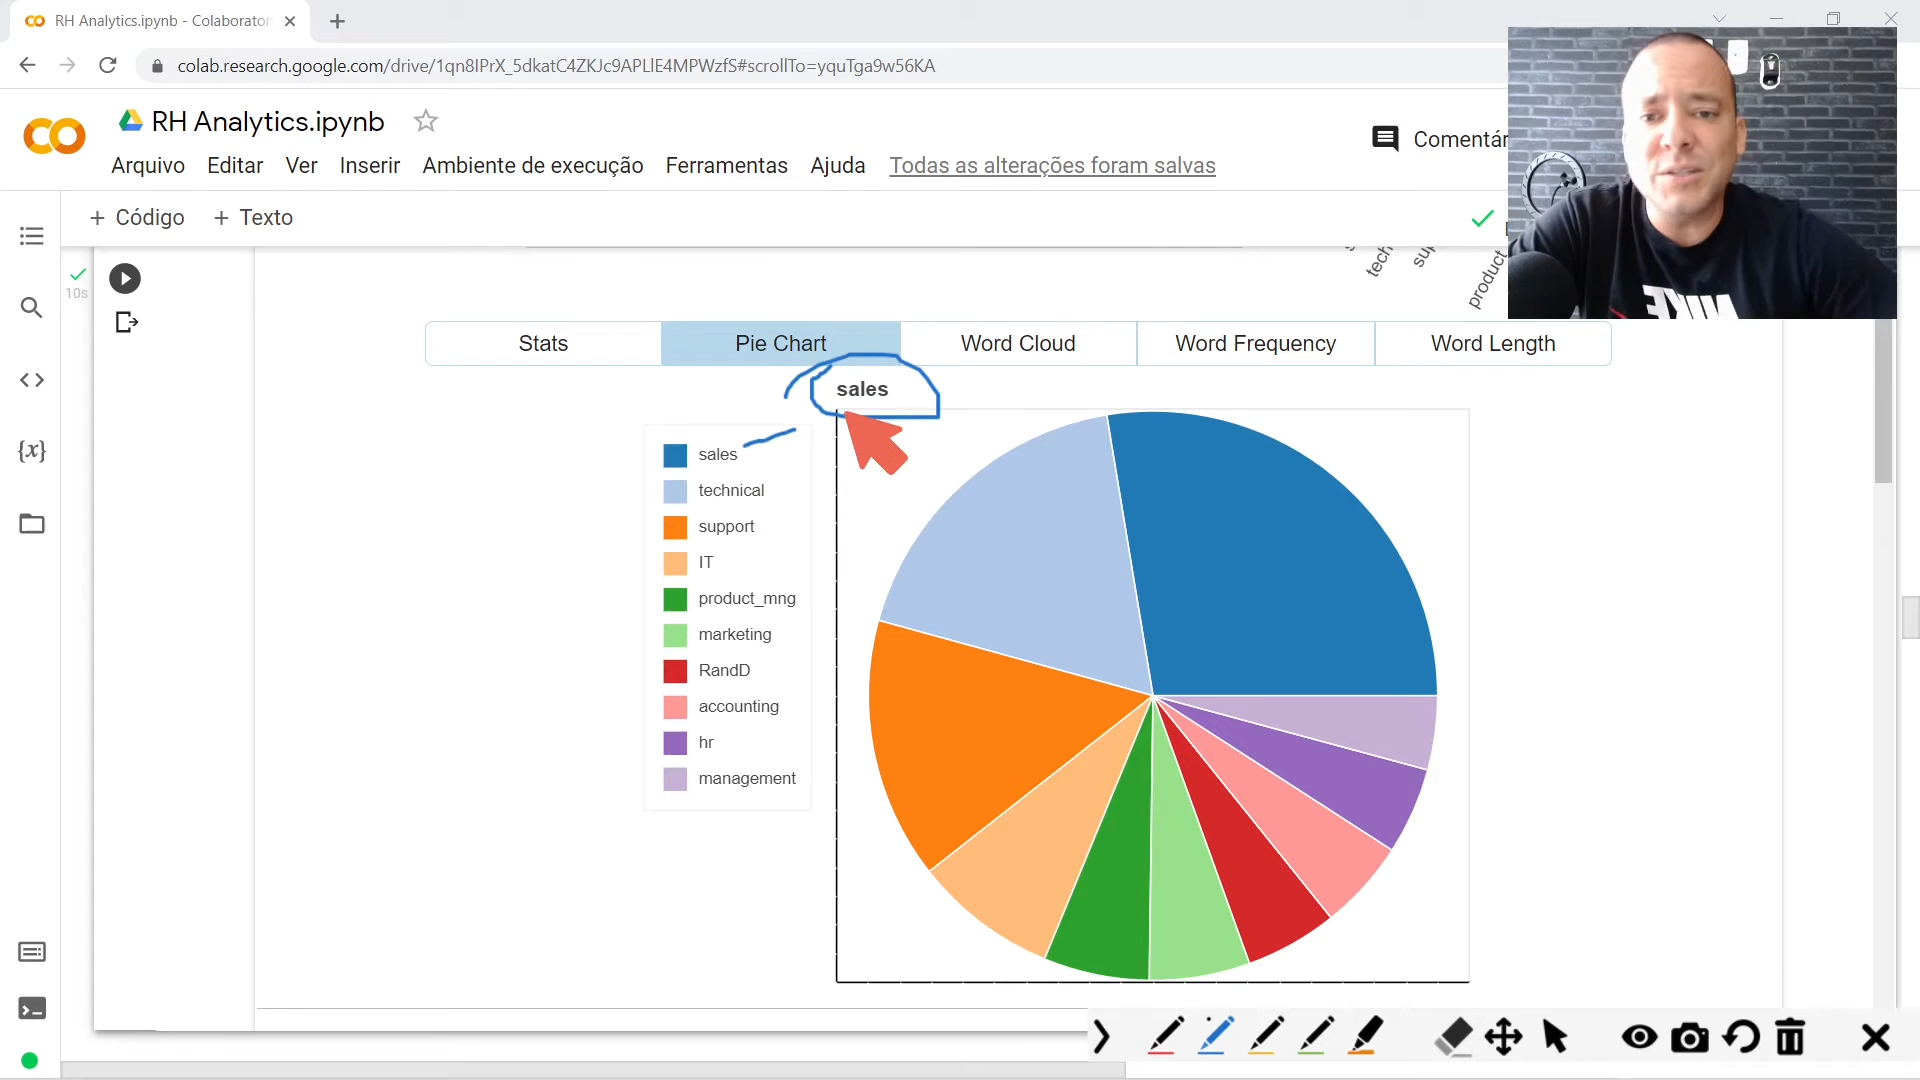 RH Analytics.ipynb - Colaborator
colab.research.google.com/drive/1qn8lPrX_5dkatC4ZKJc9APLlE4MPWzfS#scrollTo=yquTga9w56KA
RH Analytics.ipynb
Comentár
Arquivo Editar Ver Inserir Ambiente de execução Ferramentas Ajuda Todas as alterações foram salvas
+ Código + Texto
10s
tech
sup
product
Stats Pie Chart Word Cloud Word Frequency Word Length
sales
sales
technical
support
IT
product_mng
marketing
RandD
accounting
hr
management